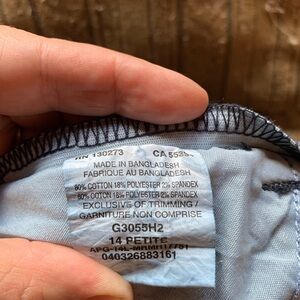 RN 130273 CA 5525
MADE IN BANGLADESH
FABRIQUE AU BANGLADESH
80% COTTON 18% POLYESTER 2% SPANDEX
80% COTON 18% POLYESTER 2% SPANDEX
EXCLUSIVE OF TRIMMING /
GARNITURE NON COMPRISE
G3055H2
14 PETITE
040326883161